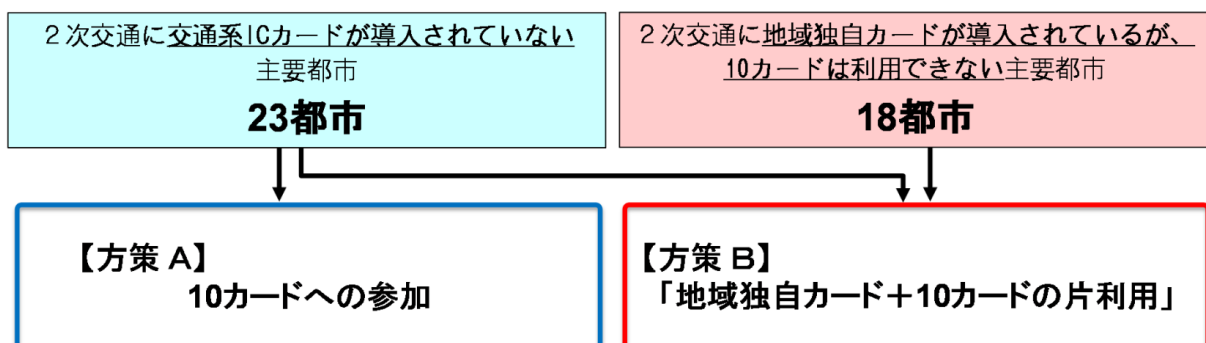 ２次交通に交通系ICカードが導入されていない
主要都市
23都市
２次交通に地域独自カードが導入されているが、
10カードは利用できない主要都市
18都市
【方策 A】
10カードへの参加
【方策 B】
「地域独自カード＋10カードの片利用」